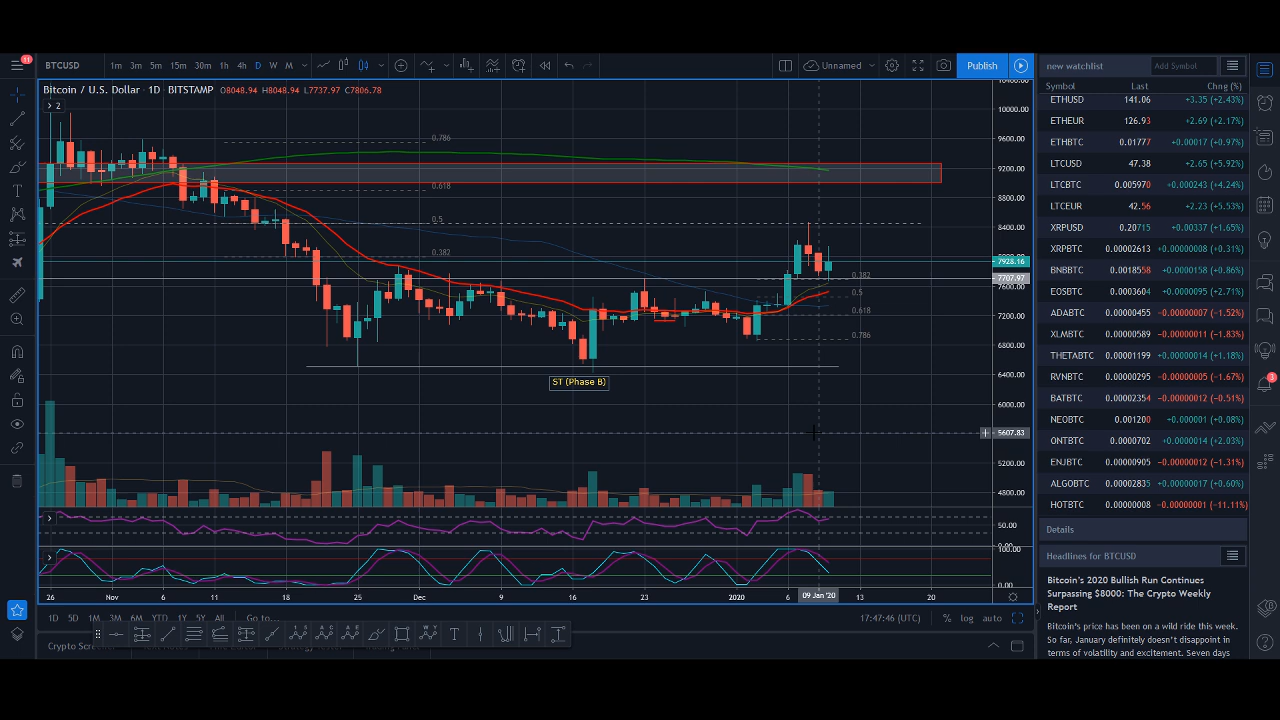 11
BTCUSD 1m 3m 5m 15m 30m 1h 4h D W M Unnamed Publish
new watchlist Add Symbol
Bitcoin / U.S. Dollar · 1D · BITSTAMP O8048.94 H8048.94 L7737.97 C7806.78
2
Symbol Last Chng (%)
ETHUSD 141.06 +3.35 (+2.43%)
ETHEUR 126.93 +2.69 (+2.17%)
ETHBTC 0.01777 +0.00017 (+0.97%)
LTCUSD 47.38 +2.65 (+5.92%)
LTCBTC 0.005970 +0.000243 (+4.24%)
LTCEUR 42.56 +2.23 (+5.53%)
XRPUSD 0.20715 +0.00337 (+1.65%)
XRPBTC 0.00002613 +0.00000008 (+0.31%)
BNBBTC 0.0018558 +0.0000158 (+0.86%)
EOSBTC 0.0003604 +0.0000095 (+2.71%)
ADABTC 0.00000455 −0.00000007 (−1.52%)
XLMBTC 0.00000589 −0.00000011 (−1.83%)
THETABTC 0.00001199 +0.00000014 (+1.18%)
RVNBTC 0.00000295 −0.00000005 (−1.67%)
BATBTC 0.00002354 −0.00000012 (−0.51%)
NEOBTC 0.001200 +0.000001 (+0.08%)
ONTBTC 0.0000702 +0.0000014 (+2.03%)
ENJBTC 0.00000905 −0.00000012 (−1.31%)
ALGOBTC 0.00002835 +0.00000017 (+0.60%)
HOTBTC 0.00000008 −0.00000001 (−11.11%)
Details
Headlines for BTCUSD
Bitcoin's 2020 Bullish Run Continues
Surpassing $8000: The Crypto Weekly
Report
Bitcoin's price has been on a wild ride this week.
So far, January definitely doesn't disappoint in
terms of volatility and excitement. Seven days
0.786
0.618
0.5
0.382
0.382
0.5
0.618
0.786
ST (Phase B)
10400.00
10000.00
9600.00
9200.00
8800.00
8400.00
7928.16
7707.97
7600.00
7200.00
6800.00
6400.00
6000.00
5607.83
5200.00
4800.00
50.00
0.00
100.00
0.00
26 Nov 6 11 18 25 Dec 9 16 23 2020 6 09 Jan '20 13 20
1D 5D 1M 3M 6M YTD 1Y 5Y All Go to... 17:47:46 (UTC) % log auto
Crypto Screener
3